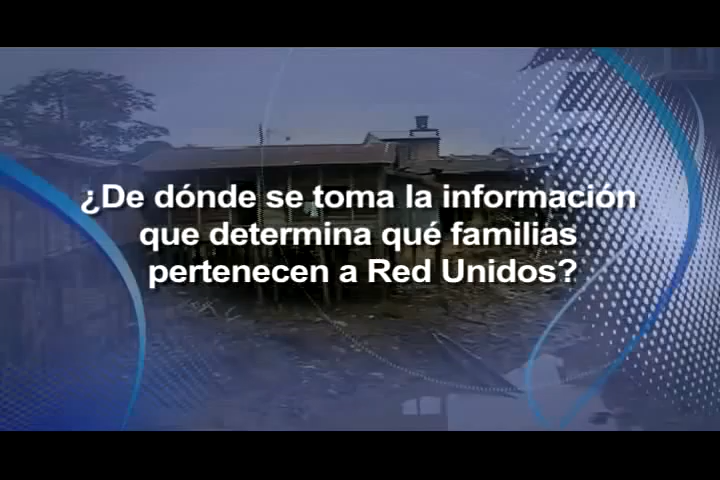 ¿De dónde se toma la información
que determina qué familias
pertenecen a Red Unidos?